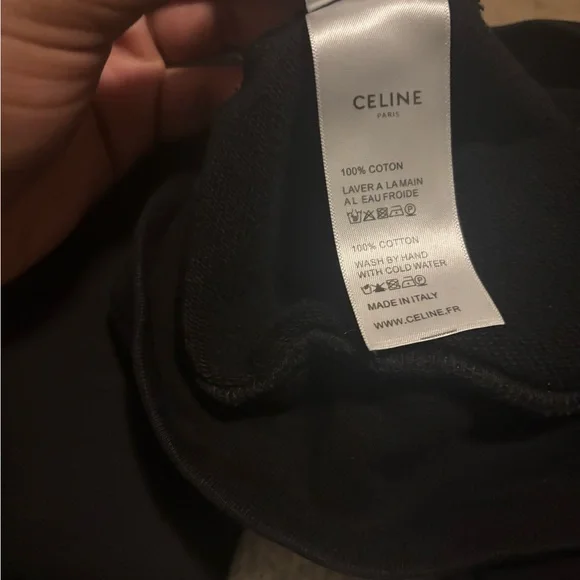 CELINE
PARIS
100% COTON
LAVER A LA MAIN
A L EAU FROIDE
100% COTTON
WASH BY HAND
WITH COLD WATER
MADE IN ITALY
WWW.CELINE.FR